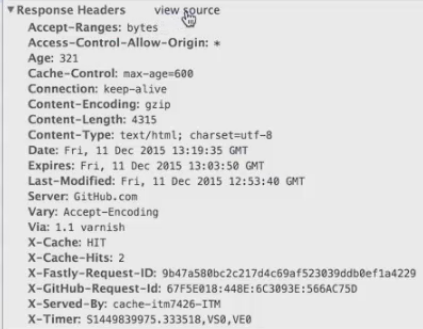 ▼Response Headers view source
Accept-Ranges: bytes
Access-Control-Allow-Origin: *
Age: 321
Cache-Control: max-age=600
Connection: keep-alive
Content-Encoding: gzip
Content-Length: 4315
Content-Type: text/html; charset=utf-8
Date: Fri, 11 Dec 2015 13:19:35 GMT
Expires: Fri, 11 Dec 2015 13:03:50 GMT
Last-Modified: Fri, 11 Dec 2015 12:53:40 GMT
Server: GitHub.com
Vary: Accept-Encoding
Via: 1.1 varnish
X-Cache: HIT
X-Cache-Hits: 2
X-Fastly-Request-ID: 9b47a580bc2c217d4c69af523039ddb0ef1a4229
X-GitHub-Request-Id: 67F5E018:448E:6C3093E:566AC75D
X-Served-By: cache-itm7426-ITM
X-Timer: S1449839975.333518,VS0,VE0